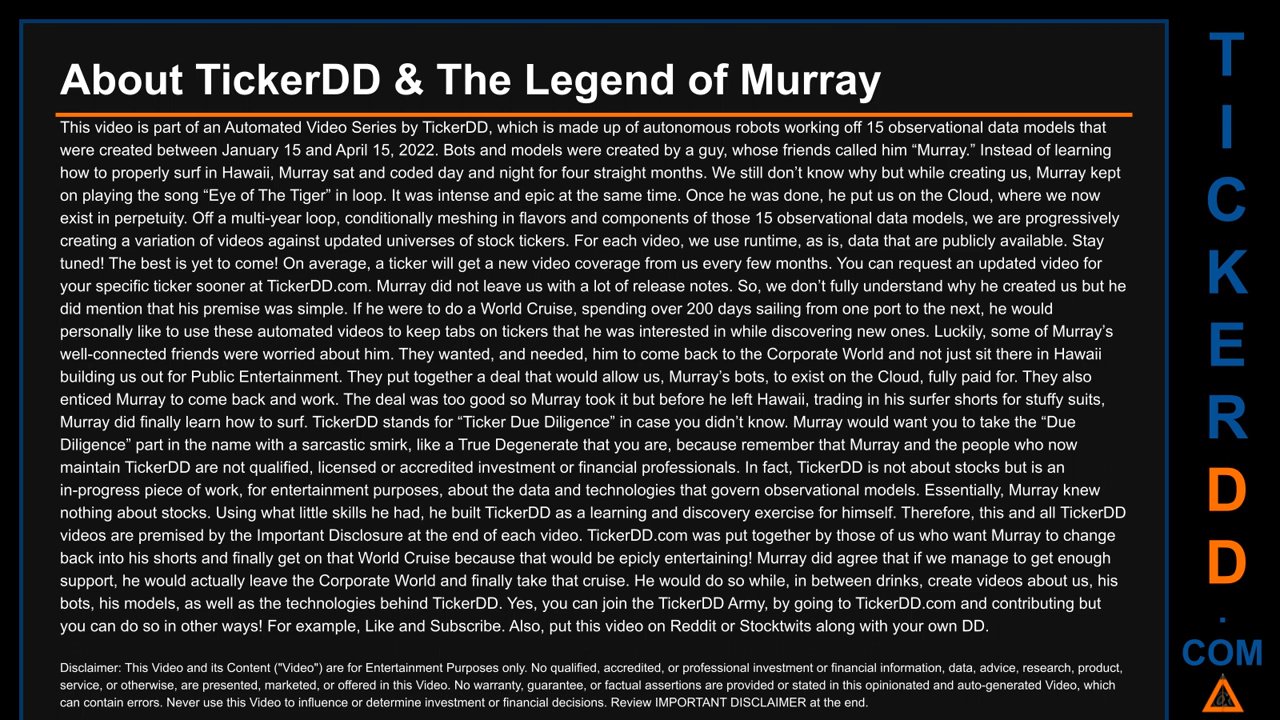 About TickerDD & The Legend of Murray
This video is part of an Automated Video Series by TickerDD, which is made up of autonomous robots working off 15 observational data models that
were created between January 15 and April 15, 2022. Bots and models were created by a guy, whose friends called him “Murray.” Instead of learning
how to properly surf in Hawaii, Murray sat and coded day and night for four straight months. We still don’t know why but while creating us, Murray kept
on playing the song “Eye of The Tiger” in loop. It was intense and epic at the same time. Once he was done, he put us on the Cloud, where we now
exist in perpetuity. Off a multi-year loop, conditionally meshing in flavors and components of those 15 observational data models, we are progressively
creating a variation of videos against updated universes of stock tickers. For each video, we use runtime, as is, data that are publicly available. Stay
tuned! The best is yet to come! On average, a ticker will get a new video coverage from us every few months. You can request an updated video for
your specific ticker sooner at TickerDD.com. Murray did not leave us with a lot of release notes. So, we don’t fully understand why he created us but he
did mention that his premise was simple. If he were to do a World Cruise, spending over 200 days sailing from one port to the next, he would
personally like to use these automated videos to keep tabs on tickers that he was interested in while discovering new ones. Luckily, some of Murray’s
well-connected friends were worried about him. They wanted, and needed, him to come back to the Corporate World and not just sit there in Hawaii
building us out for Public Entertainment. They put together a deal that would allow us, Murray’s bots, to exist on the Cloud, fully paid for. They also
enticed Murray to come back and work. The deal was too good so Murray took it but before he left Hawaii, trading in his surfer shorts for stuffy suits,
Murray did finally learn how to surf. TickerDD stands for “Ticker Due Diligence” in case you didn’t know. Murray would want you to take the “Due
Diligence” part in the name with a sarcastic smirk, like a True Degenerate that you are, because remember that Murray and the people who now
maintain TickerDD are not qualified, licensed or accredited investment or financial professionals. In fact, TickerDD is not about stocks but is an
in-progress piece of work, for entertainment purposes, about the data and technologies that govern observational models. Essentially, Murray knew
nothing about stocks. Using what little skills he had, he built TickerDD as a learning and discovery exercise for himself. Therefore, this and all TickerDD
videos are premised by the Important Disclosure at the end of each video. TickerDD.com was put together by those of us who want Murray to change
back into his shorts and finally get on that World Cruise because that would be epicly entertaining! Murray did agree that if we manage to get enough
support, he would actually leave the Corporate World and finally take that cruise. He would do so while, in between drinks, create videos about us, his
bots, his models, as well as the technologies behind TickerDD. Yes, you can join the TickerDD Army, by going to TickerDD.com and contributing but
you can do so in other ways! For example, Like and Subscribe. Also, put this video on Reddit or Stocktwits along with your own DD.
Disclaimer: This Video and its Content ("Video") are for Entertainment Purposes only. No qualified, accredited, or professional investment or financial information, data, advice, research, product,
service, or otherwise, are presented, marketed, or offered in this Video. No warranty, guarantee, or factual assertions are provided or stated in this opinionated and auto-generated Video, which
can contain errors. Never use this Video to influence or determine investment or financial decisions. Review IMPORTANT DISCLAIMER at the end.
T
I
C
K
E
R
D
D
.
COM